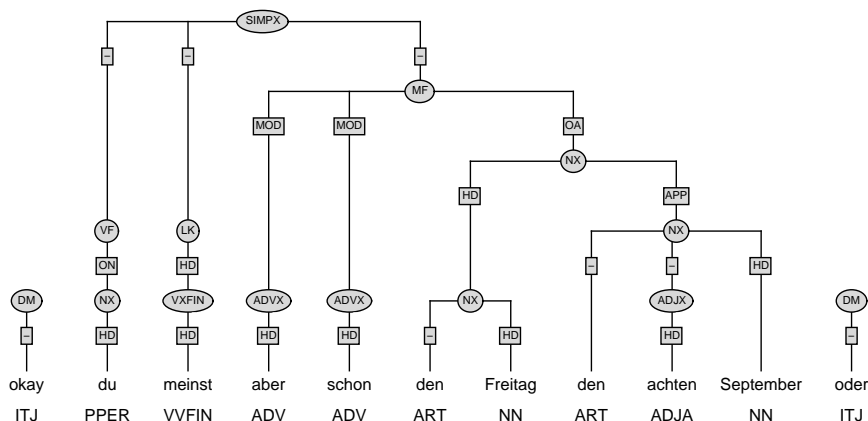 SIMPX
– – –
MF
MOD MOD OA
NX
HD APP
VF LK NX
ON HD – – HD
DM NX VXFIN ADVX ADVX NX ADJX DM
– HD HD HD HD – HD HD –
okay du meinst aber schon den Freitag den achten September oder
ITJ PPER VVFIN ADV ADV ART NN ART ADJA NN ITJ